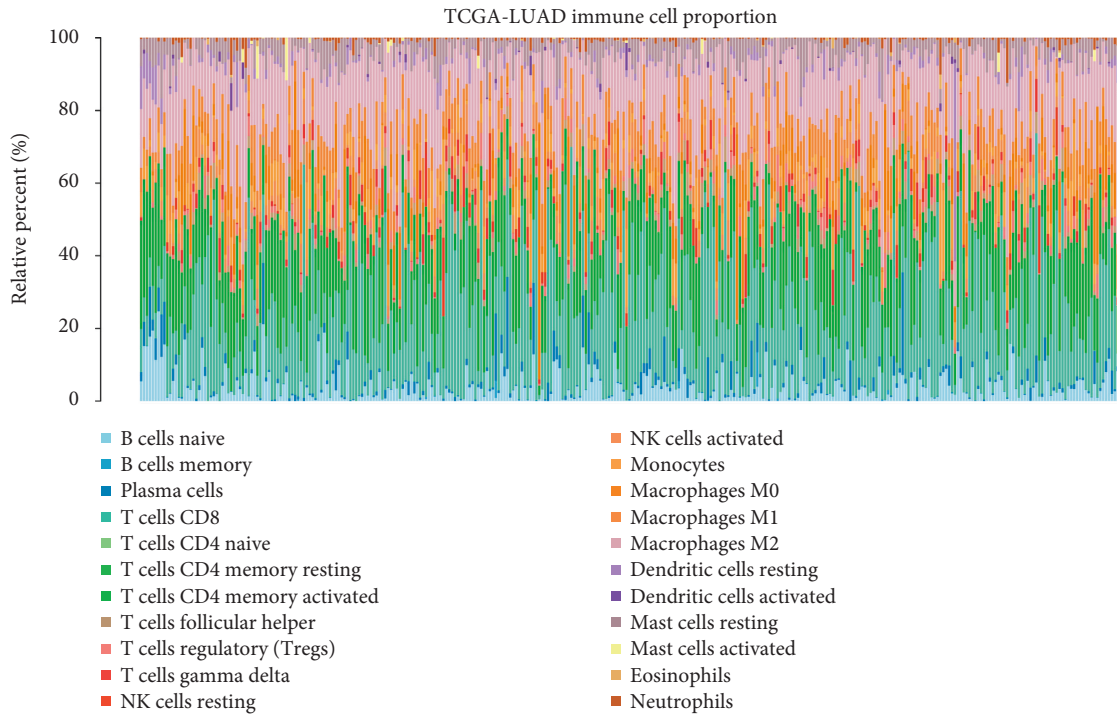 TCGA-LUAD immune cell proportion
100
80
60
40
20
0
Relative percent (%)
B cells naive
B cells memory
Plasma cells
T cells CD8
T cells CD4 naive
T cells CD4 memory resting
T cells CD4 memory activated
T cells follicular helper
T cells regulatory (Tregs)
T cells gamma delta
NK cells resting
NK cells activated
Monocytes
Macrophages M0
Macrophages M1
Macrophages M2
Dendritic cells resting
Dendritic cells activated
Mast cells resting
Mast cells activated
Eosinophils
Neutrophils